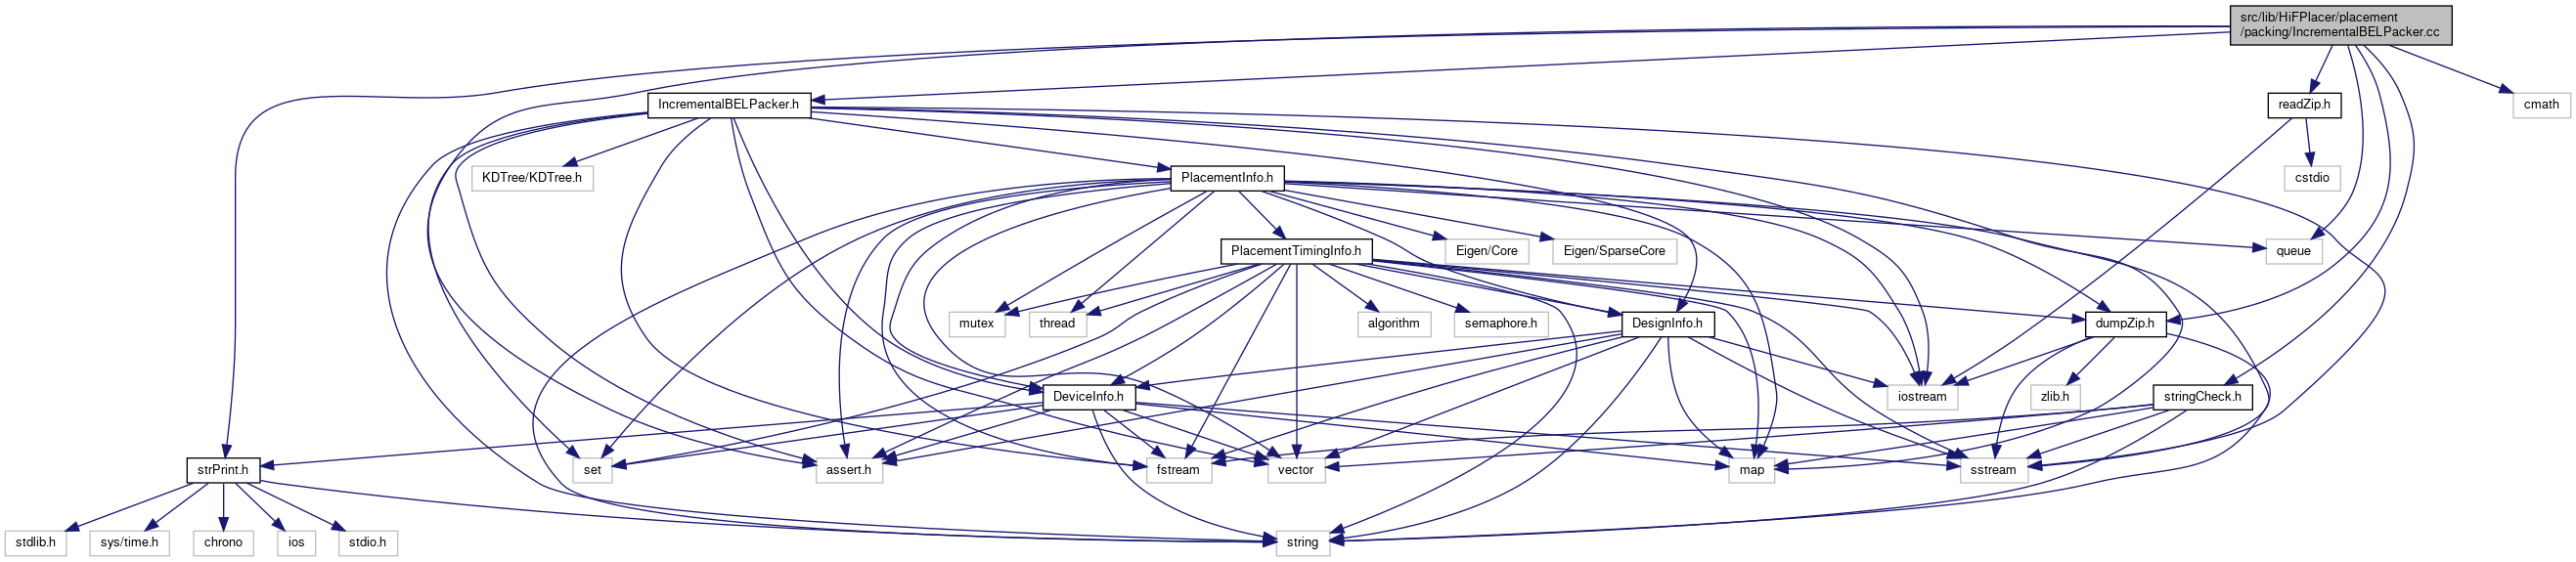 src/lib/HiFPlacer/placement
/packing/IncrementalBELPacker.cc
IncrementalBELPacker.h
readZip.h
cmath
KDTree/KDTree.h
PlacementInfo.h
cstdio
PlacementTimingInfo.h
Eigen/Core
Eigen/SparseCore
queue
mutex
thread
algorithm
semaphore.h
DesignInfo.h
dumpZip.h
DeviceInfo.h
iostream
zlib.h
stringCheck.h
strPrint.h
set
assert.h
fstream
vector
map
sstream
stdlib.h
sys/time.h
chrono
ios
stdio.h
string